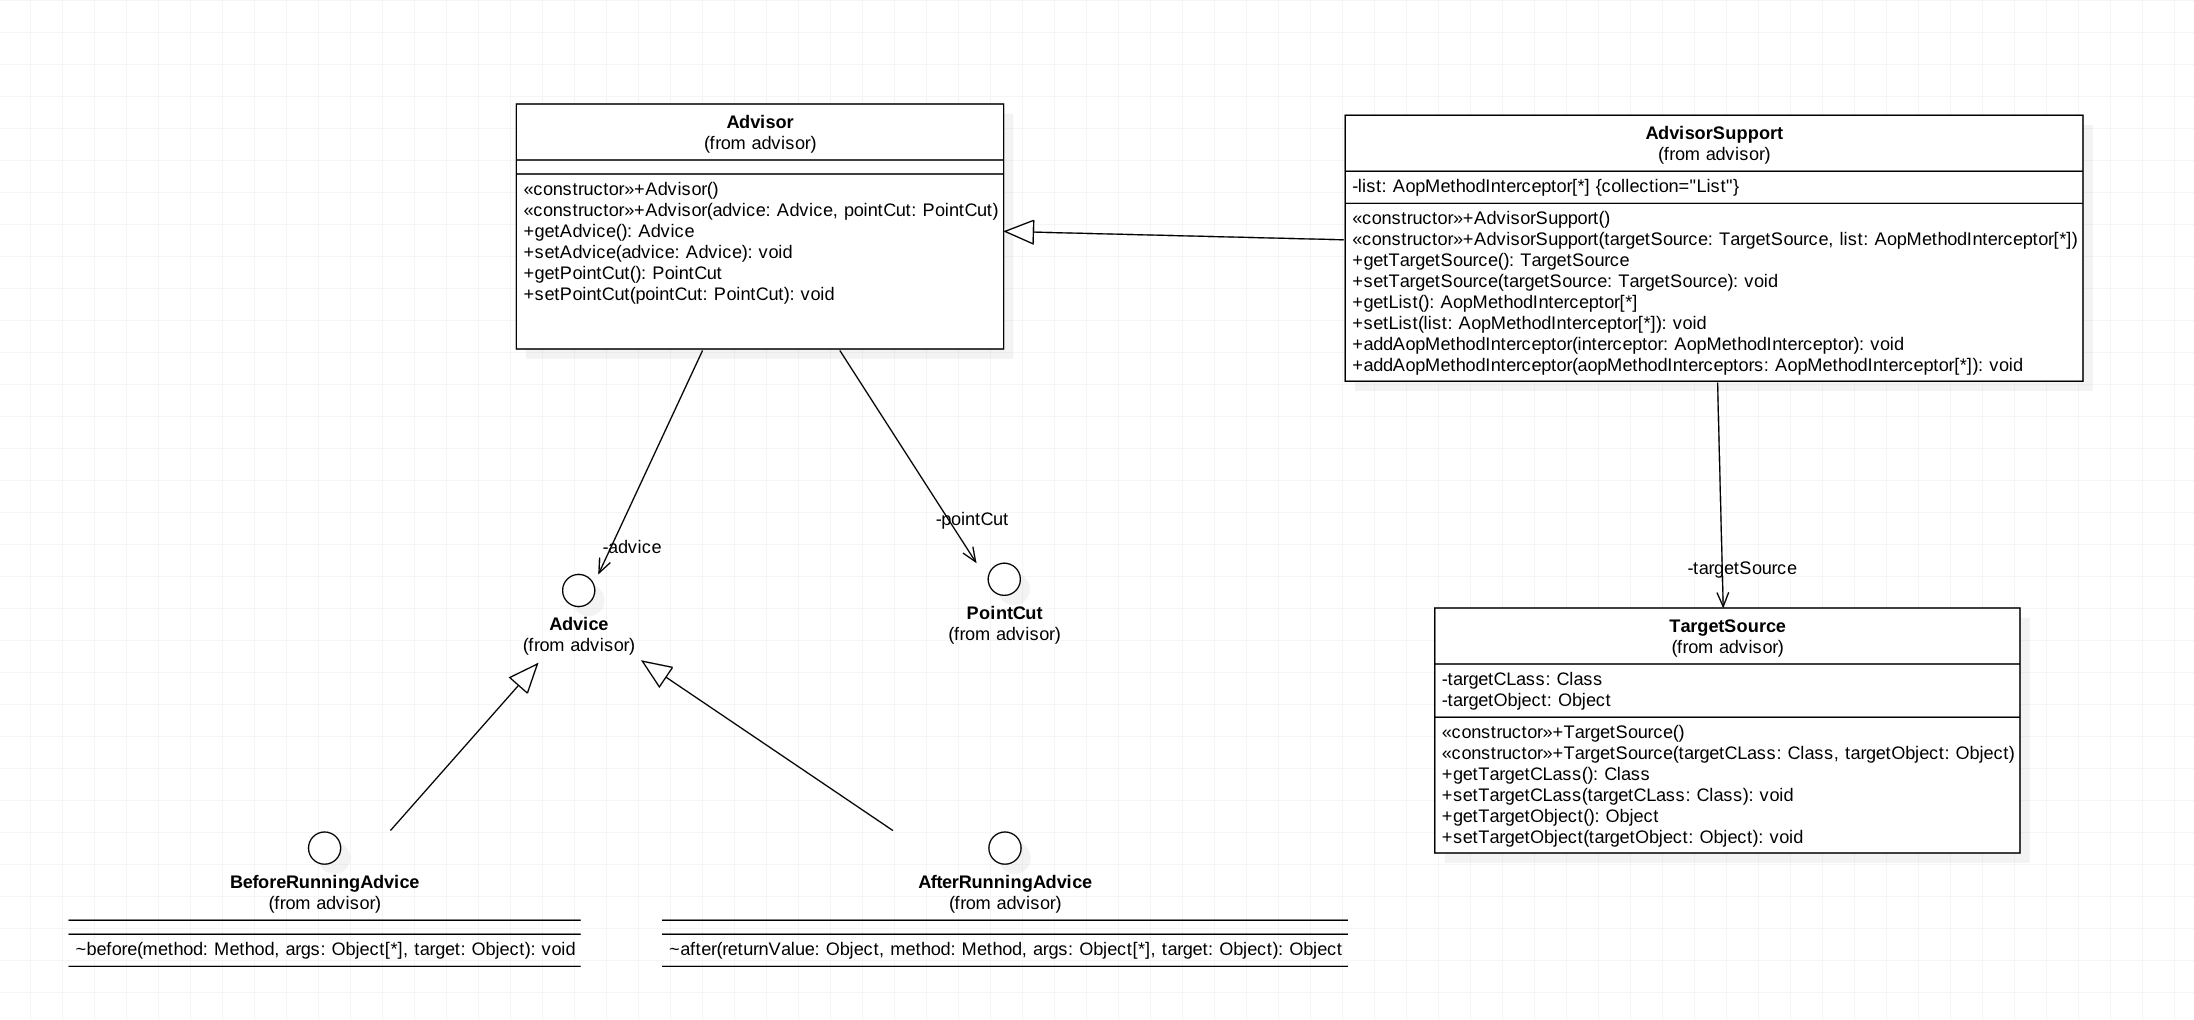 Advisor
(from advisor)
«constructor»+Advisor()
«constructor»+Advisor(advice: Advice, pointCut: PointCut)
+getAdvice(): Advice
+setAdvice(advice: Advice): void
+getPointCut(): PointCut
+setPointCut(pointCut: PointCut): void
AdvisorSupport
(from advisor)
-list: AopMethodInterceptor[*] {collection="List"}
«constructor»+AdvisorSupport()
«constructor»+AdvisorSupport(targetSource: TargetSource, list: AopMethodInterceptor[*])
+getTargetSource(): TargetSource
+setTargetSource(targetSource: TargetSource): void
+getList(): AopMethodInterceptor[*]
+setList(list: AopMethodInterceptor[*]): void
+addAopMethodInterceptor(interceptor: AopMethodInterceptor): void
+addAopMethodInterceptor(aopMethodInterceptors: AopMethodInterceptor[*]): void
-advice
-pointCut
-targetSource
Advice
(from advisor)
PointCut
(from advisor)
TargetSource
(from advisor)
-targetCLass: Class
-targetObject: Object
«constructor»+TargetSource()
«constructor»+TargetSource(targetCLass: Class, targetObject: Object)
+getTargetCLass(): Class
+setTargetCLass(targetCLass: Class): void
+getTargetObject(): Object
+setTargetObject(targetObject: Object): void
BeforeRunningAdvice
(from advisor)
~before(method: Method, args: Object[*], target: Object): void
AfterRunningAdvice
(from advisor)
~after(returnValue: Object, method: Method, args: Object[*], target: Object): Object